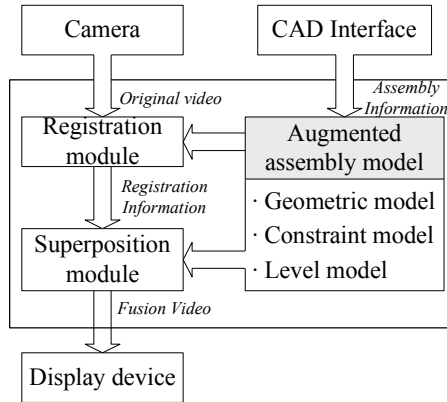 Camera
CAD Interface
Original video
Assembly
Information
Registration
module
Augmented
assembly model
Registration
Information
· Geometric model
· Constraint model
· Level model
Superposition
module
Fusion Video
Display device